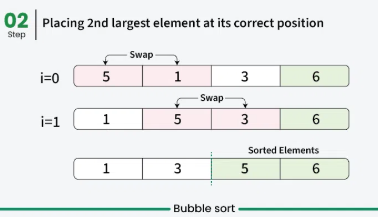 02
Step
Placing 2nd largest element at its correct position
Swap
i=0 5 1 3 6
Swap
i=1 1 5 3 6
Sorted Elements
1 3 5 6
Bubble sort